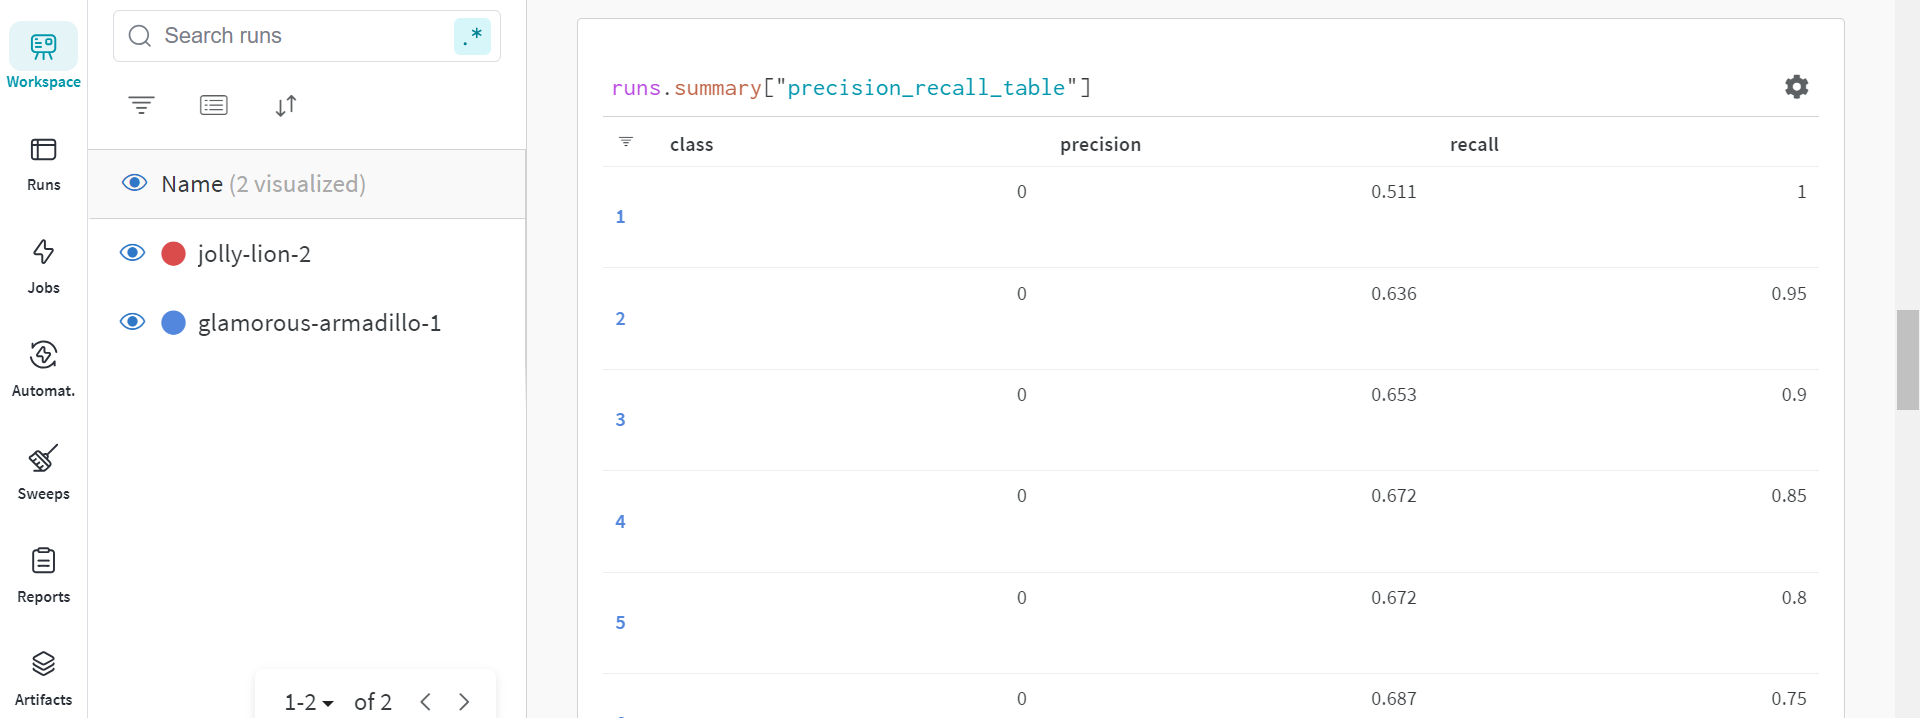 Workspace
Runs
Jobs
Automat.
Sweeps
Reports
Artifacts
Search runs
.*
Name (2 visualized)
jolly-lion-2
glamorous-armadillo-1
1-2 of 2
runs.summary["precision_recall_table"]
class precision recall
1 0 0.511 1
2 0 0.636 0.95
3 0 0.653 0.9
4 0 0.672 0.85
5 0 0.672 0.8
0 0.687 0.75